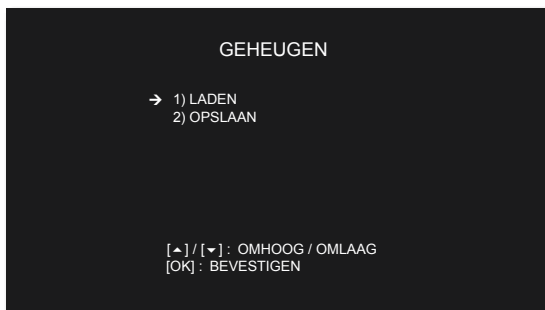 GEHEUGEN
→ 1) LADEN
2) OPSLAAN
[▲] / [▼] : OMHOOG / OMLAAG
[OK] : BEVESTIGEN